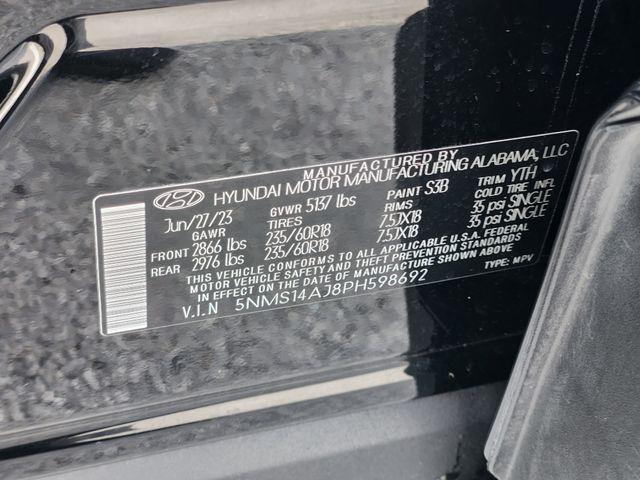 MANUFACTURED BY
HYUNDAI MOTOR MANUFACTURING ALABAMA, LLC
Jun/27/23 GVWR 5137 lbs PAINT S3B TRIM YTH
GAWR TIRES RIMS COLD TIRE INFL
FRONT 2866 lbs 235/60R18 7.5JX18 35 psi SINGLE
REAR 2976 lbs 235/60R18 7.5JX18 35 psi SINGLE
THIS VEHICLE CONFORMS TO ALL APPLICABLE U.S.A. FEDERAL
MOTOR VEHICLE SAFETY AND THEFT PREVENTION STANDARDS
IN EFFECT ON THE DATE OF MANUFACTURE SHOWN ABOVE
V.I.N 5NMS14AJ8PH598692 TYPE: MPV